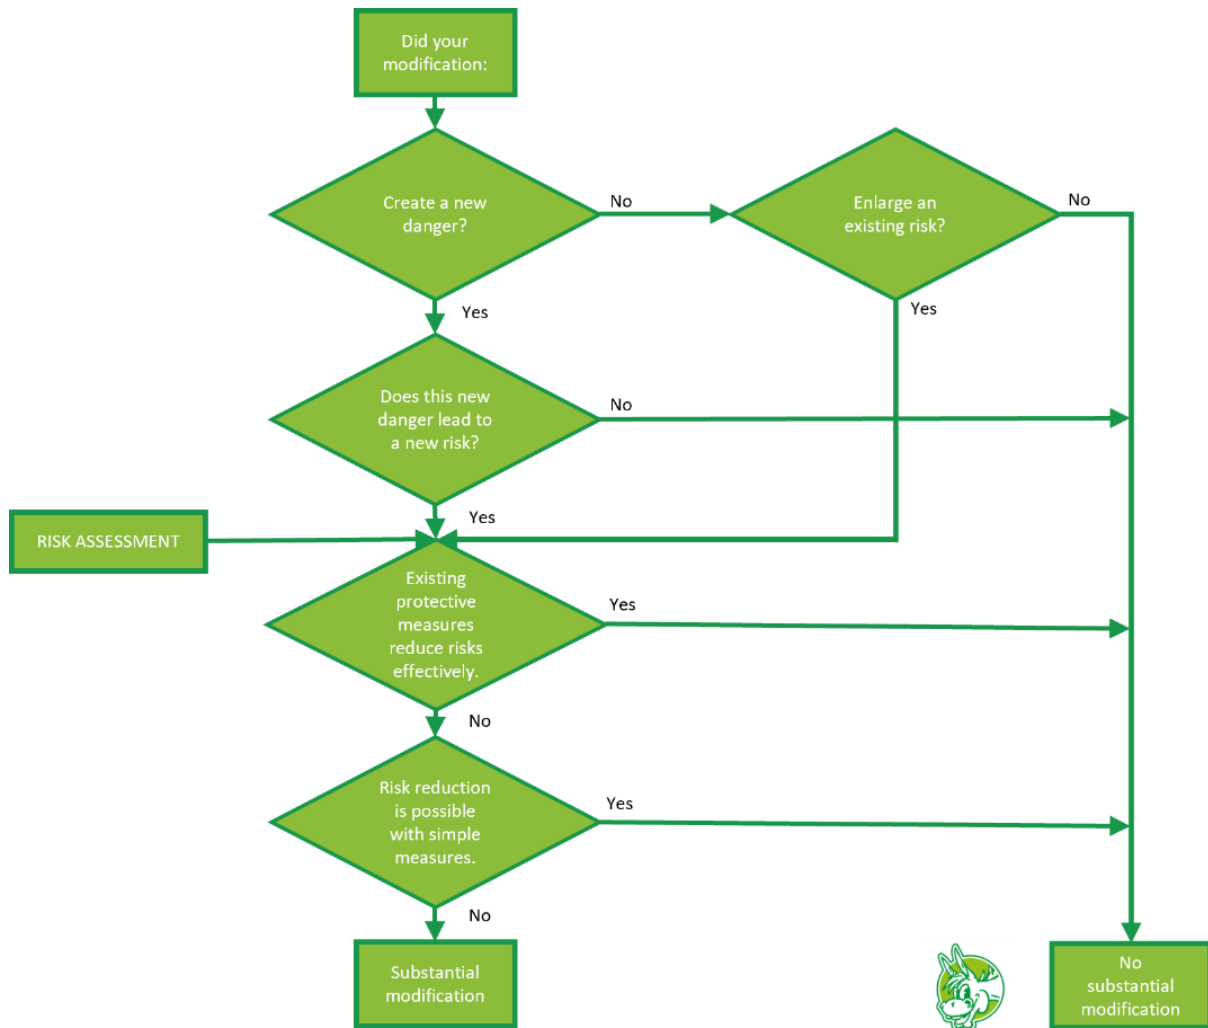 Did your
modification:
Create a new
danger?
No
Enlarge an
existing risk?
No
Yes
Yes
Does this new
danger lead to
a new risk?
No
Yes
RISK ASSESSMENT
Existing
protective
measures
reduce risks
effectively.
Yes
No
Risk reduction
is possible
with simple
measures.
Yes
No
Substantial
modification
No
substantial
modification